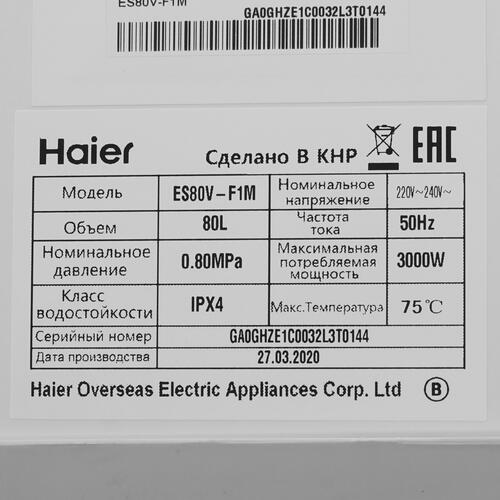 ES80V-F1M
GA0GHZE1C0032L3T0144
Haier Сделано В КНР EAC
Модель ES80V-F1M Номинальное напряжение 220V~240V~
Объем 80L Частота тока 50Hz
Номинальное давление 0.80MPa Максимальная потребляемая мощность 3000W
Класс водостойкости IPX4 Макс.Температура 75℃
Серийный номер GA0GHZE1C0032L3T0144
Дата производства 27.03.2020
Haier Overseas Electric Appliances Corp. Ltd B